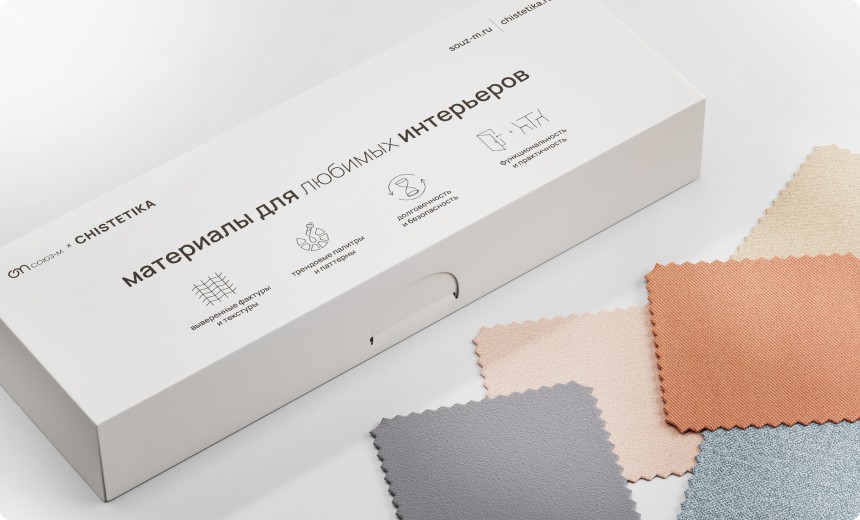 souz-m.ru | chistetika.ru
материалы для любимых интерьеров
СОЮЗ-М × CHISTETIKA
выверенные фактуры
и текстуры
трендовые палитры
и паттерны
долговечность
и безопасность
функциональность
и практичность